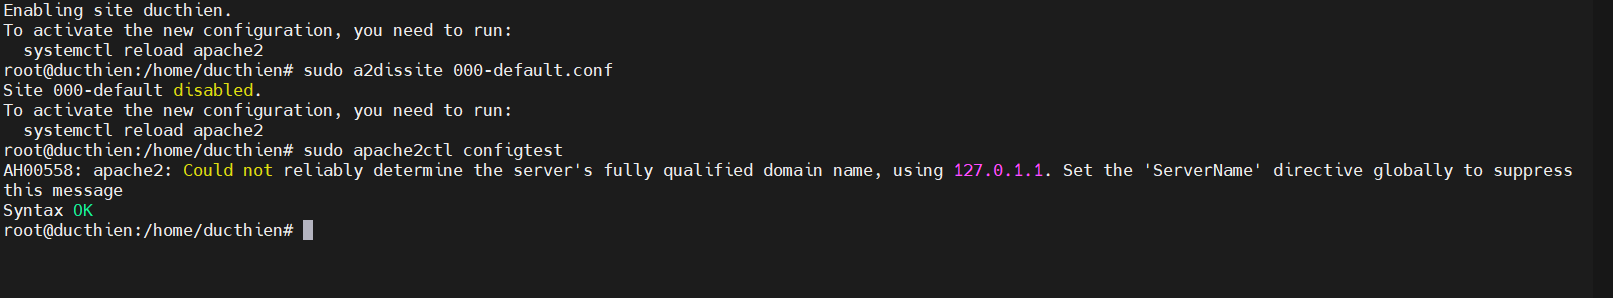 Enabling site ducthien.
To activate the new configuration, you need to run:
  systemctl reload apache2
root@ducthien:/home/ducthien# sudo a2dissite 000-default.conf
Site 000-default disabled.
To activate the new configuration, you need to run:
  systemctl reload apache2
root@ducthien:/home/ducthien# sudo apache2ctl configtest
AH00558: apache2: Could not reliably determine the server's fully qualified domain name, using 127.0.1.1. Set the 'ServerName' directive globally to suppress
this message
Syntax OK
root@ducthien:/home/ducthien#